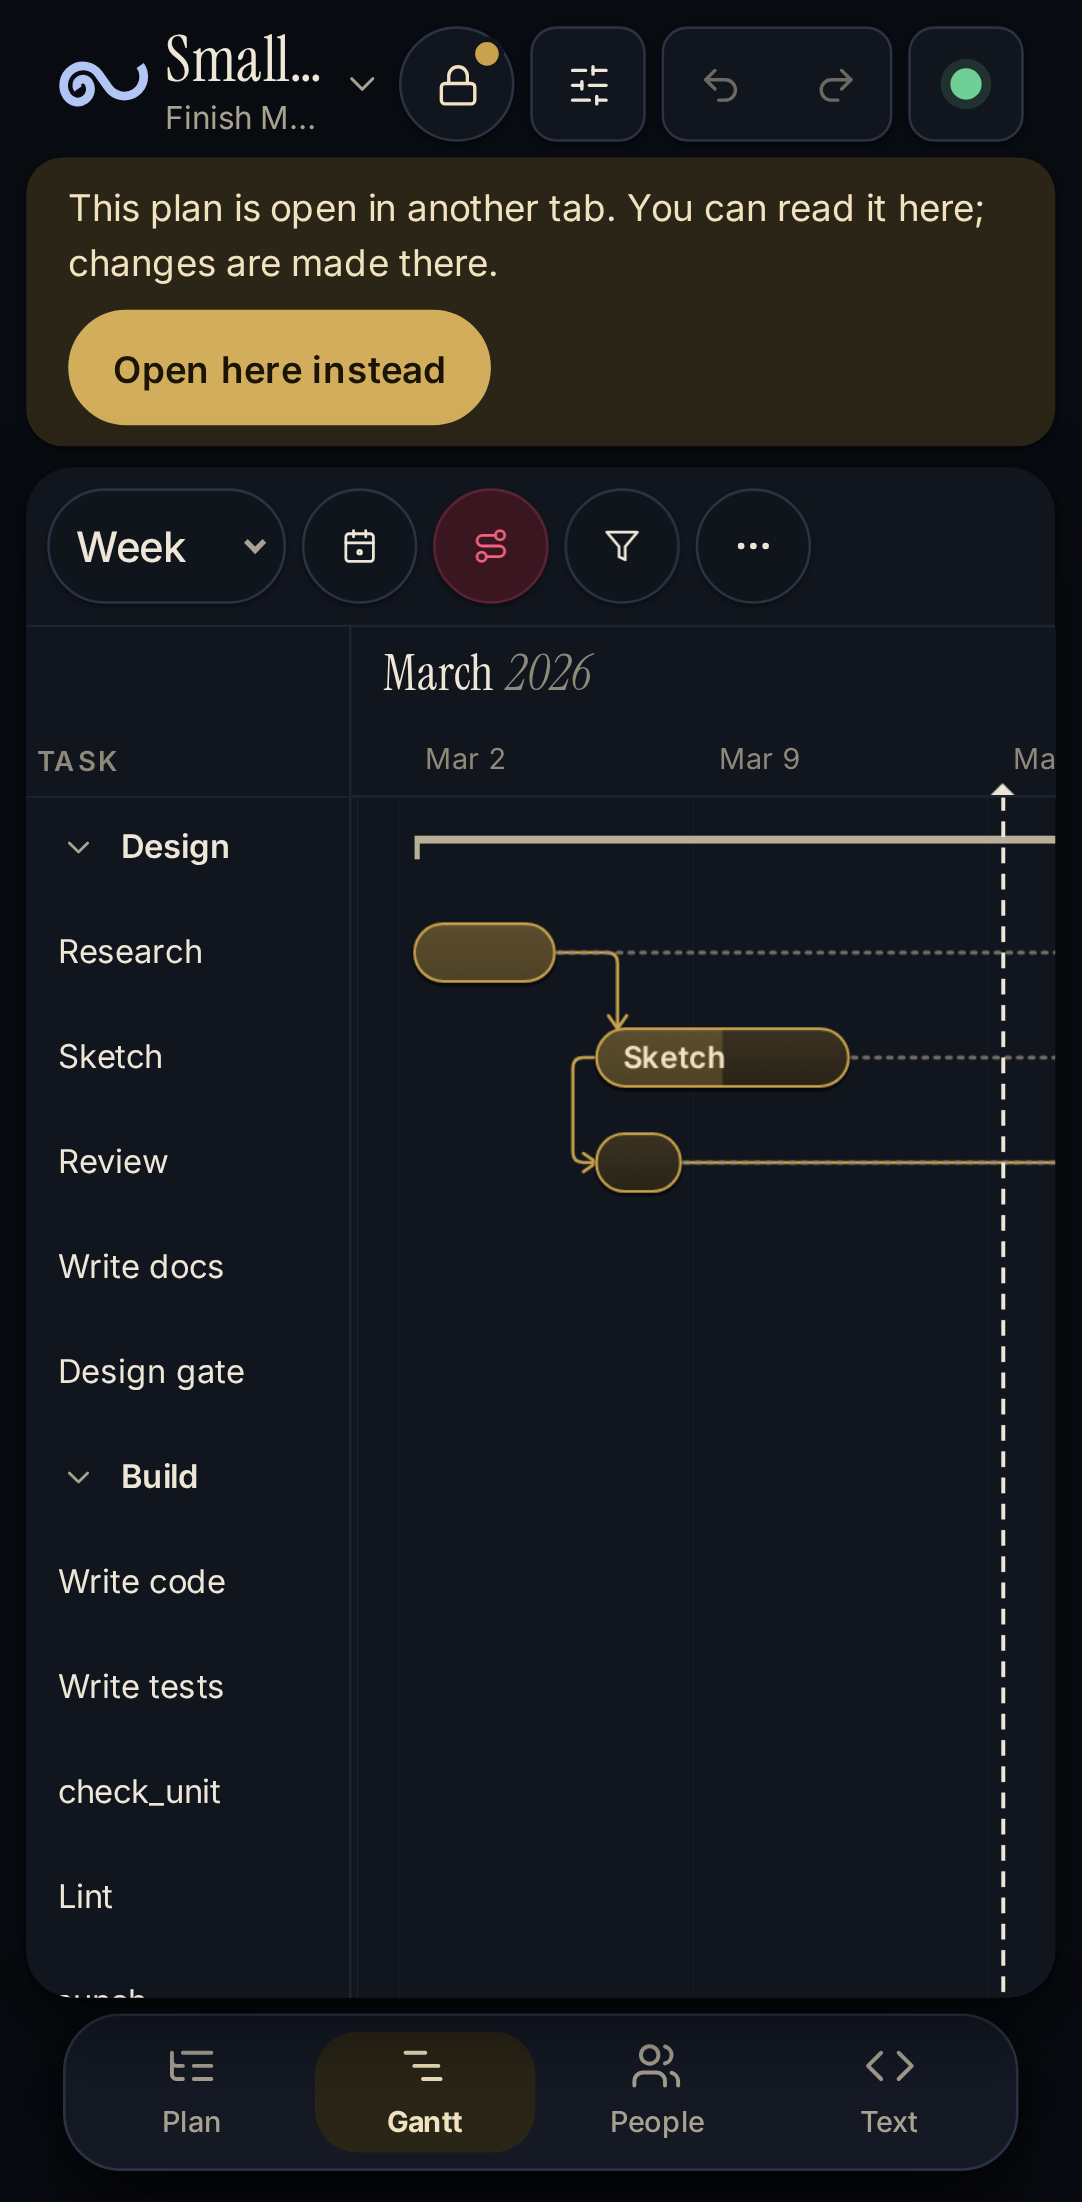 Small...
Finish M...
This plan is open in another tab. You can read it here;
changes are made there.
Open here instead
Week
March 2026
TASK
Mar 2
Mar 9
Ma
Design
Research
Sketch
Sketch
Review
Write docs
Design gate
Build
Write code
Write tests
check_unit
Lint
Plan
Gantt
People
Text